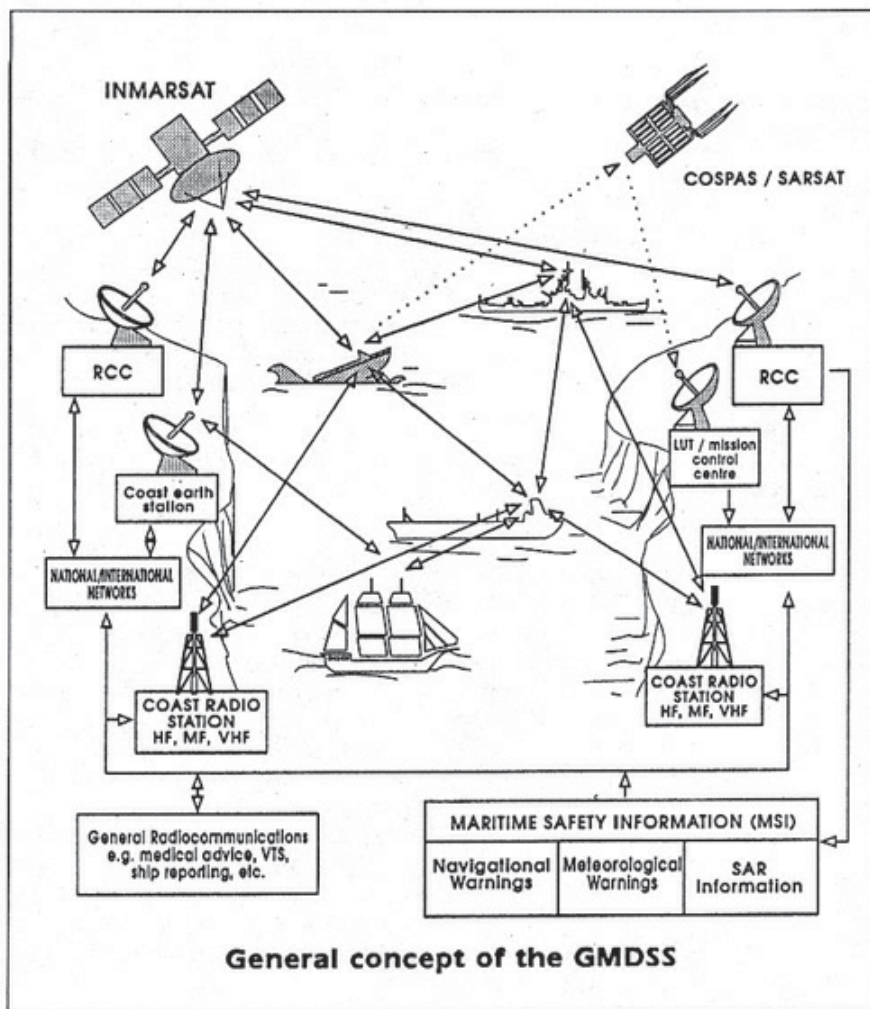 INMARSAT
COSPAS / SARSAT
RCC
RCC
LUT / mission
control
centre
Coast earth
station
NATIONAL/INTERNATIONAL
NETWORKS
NATIONAL/INTERNATIONAL
NETWORKS
COAST RADIO
STATION
HF, MF, VHF
COAST RADIO
STATION
HF, MF, VHF
General Radiocommunications
e.g. medical advice, VTS,
ship reporting, etc.
MARITIME SAFETY INFORMATION (MSI)
Navigational
Warnings
Meteorological
Warnings
SAR
Information
General concept of the GMDSS